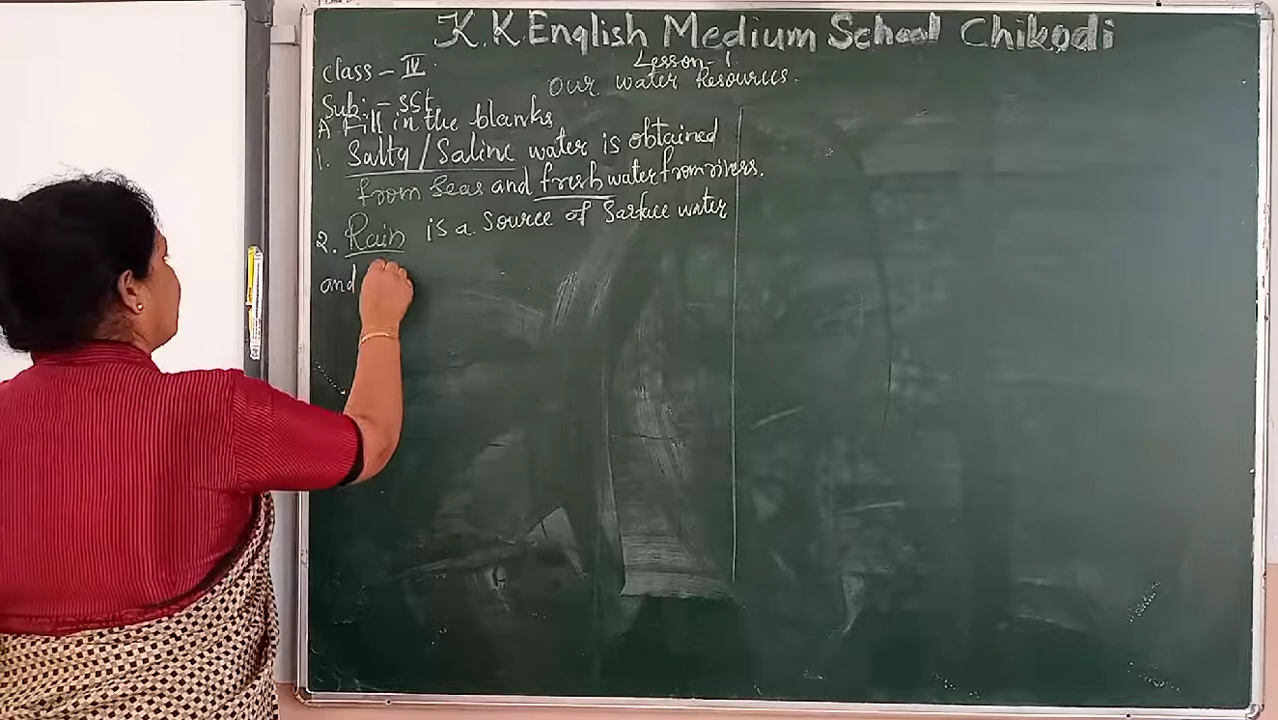 K.K.English Medium School Chikodi
Lesson-1
Class - IV
Our water Resources.
Sub:- SSt
A. Fill in the blanks
1. Salty/Saline water is obtained
from Seas and fresh water from rivers.
2. Rain is a Source of Sarface water
and